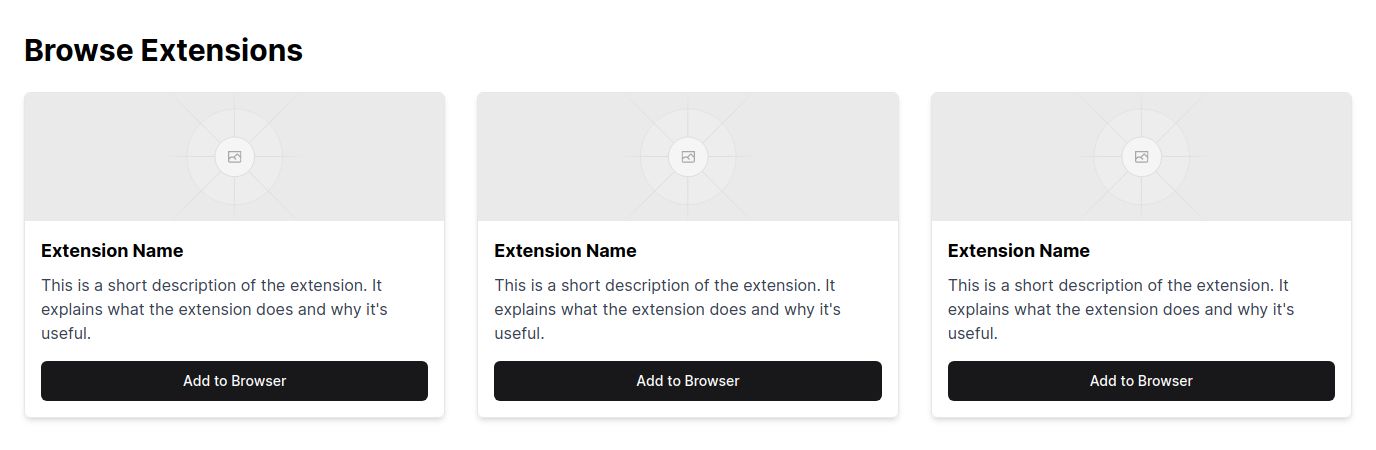 Browse Extensions
Extension Name
This is a short description of the extension. It
explains what the extension does and why it's
useful.
Add to Browser
Extension Name
This is a short description of the extension. It
explains what the extension does and why it's
useful.
Add to Browser
Extension Name
This is a short description of the extension. It
explains what the extension does and why it's
useful.
Add to Browser